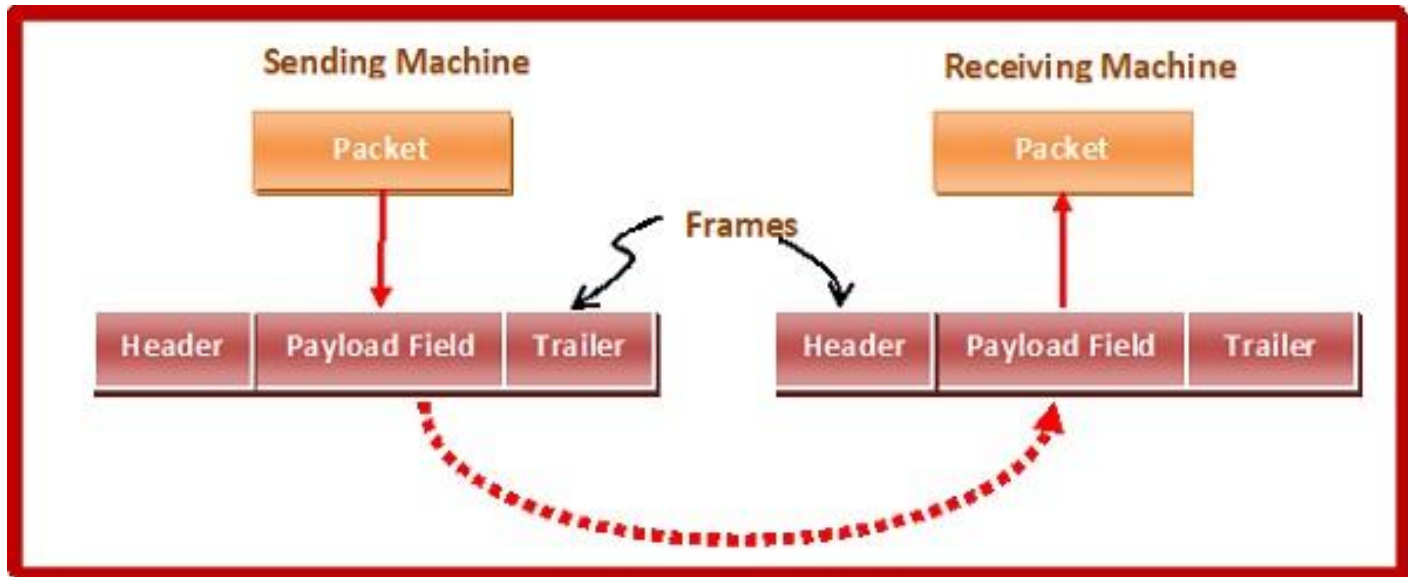 Sending Machine
Receiving Machine
Packet
Packet
Frames
Header
Payload Field
Trailer
Header
Payload Field
Trailer